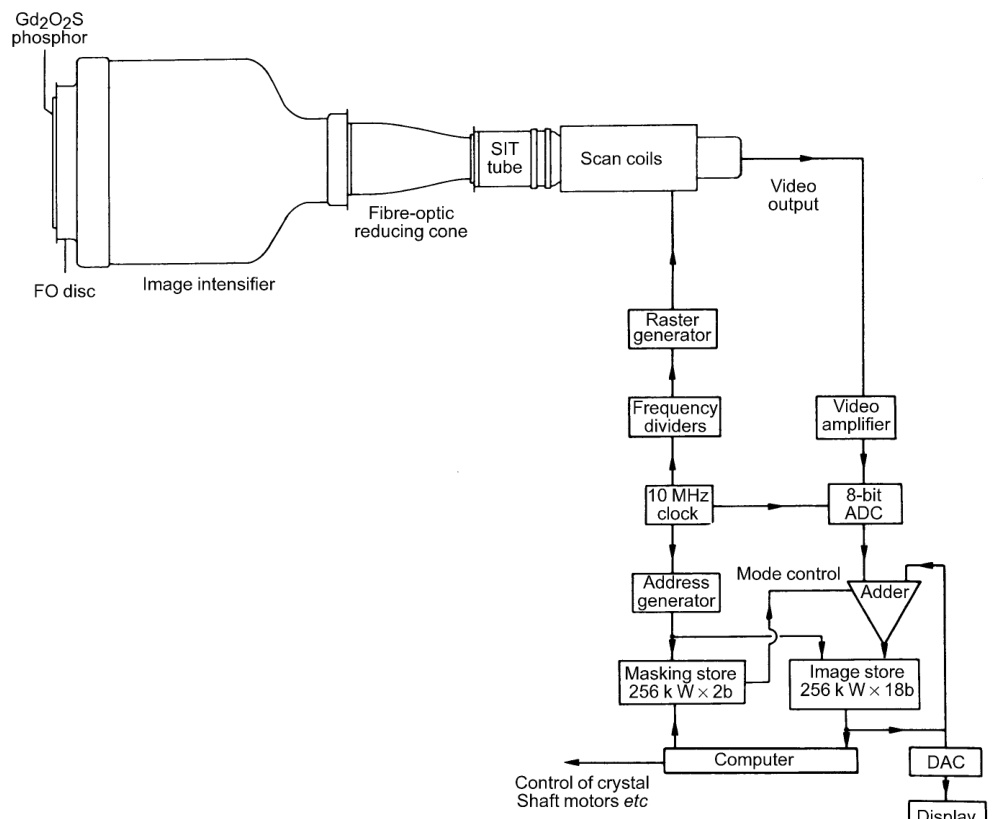 Gd2O2S
phosphor
SIT
tube
Scan coils
Video
output
Fibre-optic
reducing cone
Image intensifier
FO disc
Raster
generator
Frequency
dividers
Video
amplifier
10 MHz
clock
8-bit
ADC
Mode control
Address
generator
Adder
Masking store
256 k W × 2b
Image store
256 k W × 18b
Computer
DAC
Control of crystal
Shaft motors etc
Display